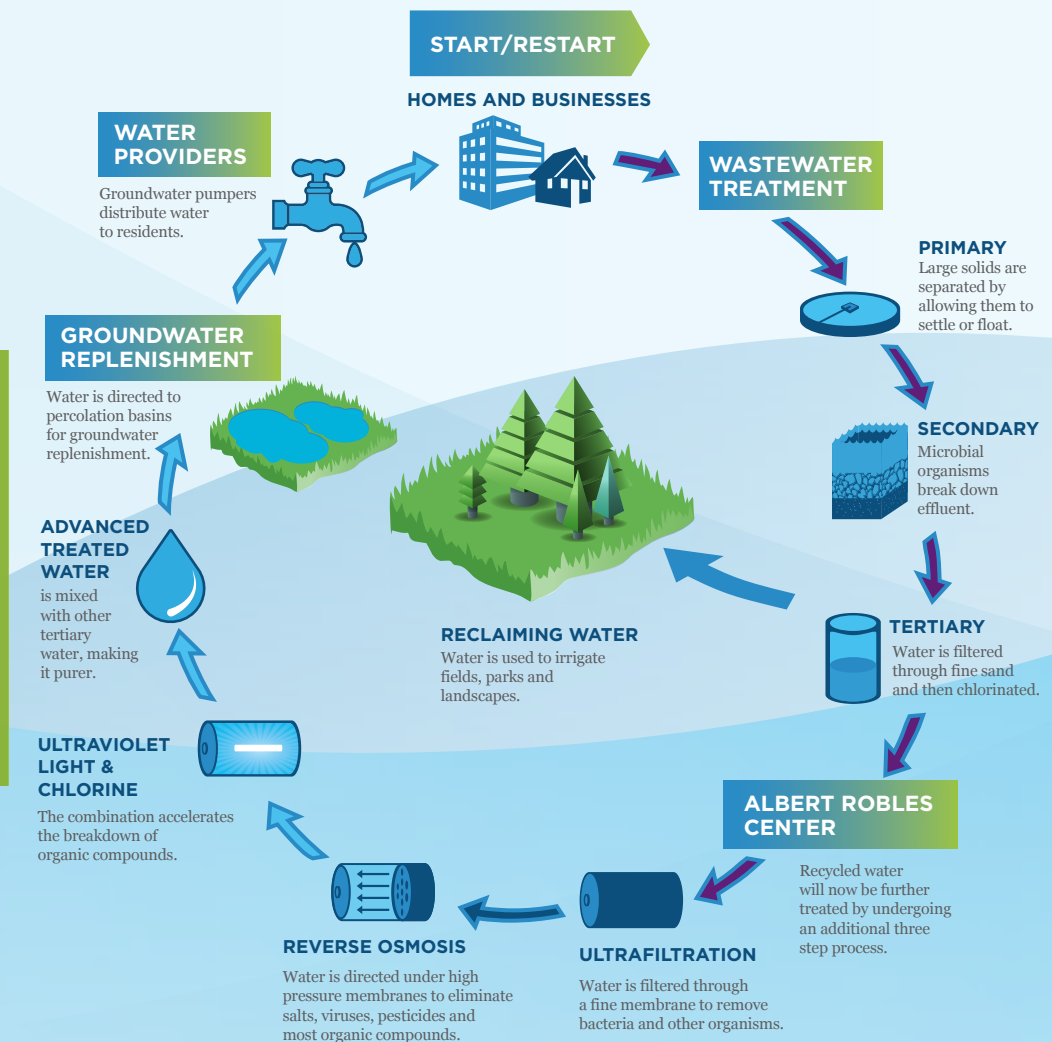 START/RESTART
HOMES AND BUSINESSES
WASTEWATER
TREATMENT
PRIMARY
Large solids are
separated by
allowing them to
settle or float.
SECONDARY
Microbial
organisms
break down
effluent.
TERTIARY
Water is filtered
through fine sand
and then chlorinated.
RECLAIMING WATER
Water is used to irrigate
fields, parks and
landscapes.
ALBERT ROBLES
CENTER
Recycled water
will now be further
treated by undergoing
an additional three
step process.
ULTRAFILTRATION
Water is filtered through
a fine membrane to remove
bacteria and other organisms.
REVERSE OSMOSIS
Water is directed under high
pressure membranes to eliminate
salts, viruses, pesticides and
most organic compounds.
ULTRAVIOLET
LIGHT &
CHLORINE
The combination accelerates
the breakdown of
organic compounds.
ADVANCED
TREATED
WATER
is mixed
with other
tertiary
water, making
it purer.
GROUNDWATER
REPLENISHMENT
Water is directed to
percolation basins
for groundwater
replenishment.
WATER
PROVIDERS
Groundwater pumpers
distribute water
to residents.